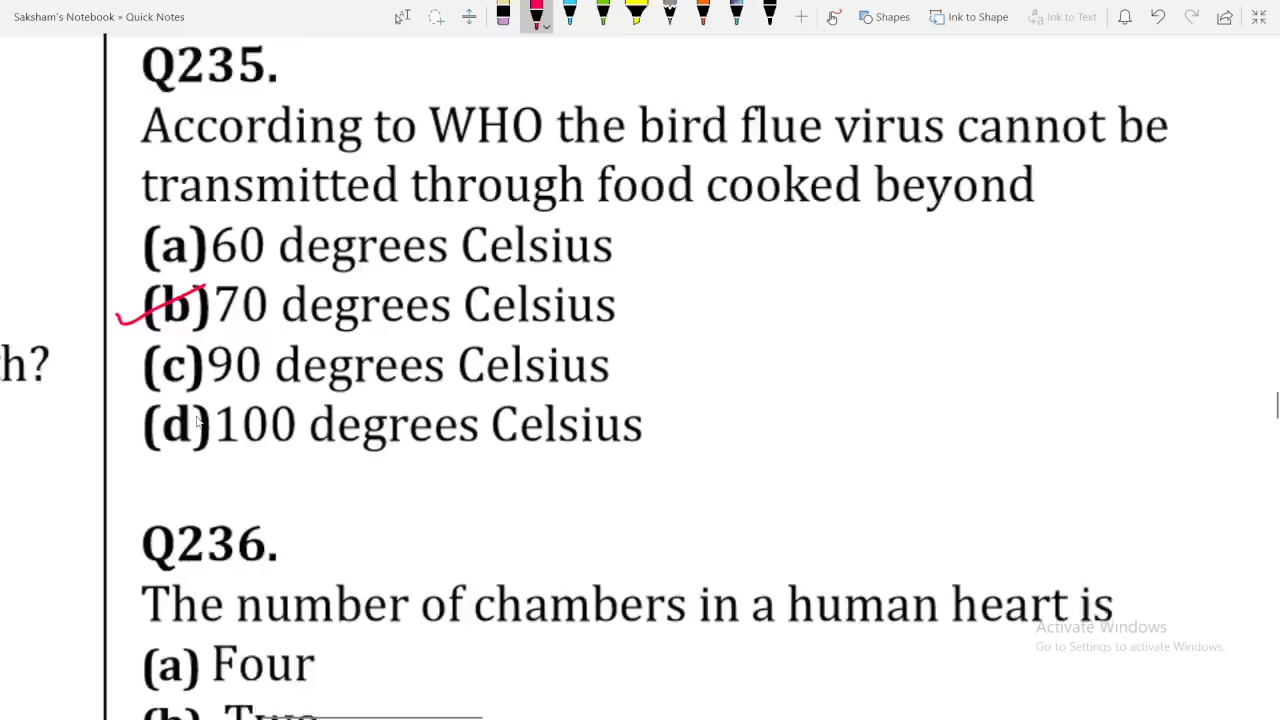 Saksham's Notebook » Quick Notes
Shapes
Ink to Shape
Ink to Text
Q235.
According to WHO the bird flue virus cannot be
transmitted through food cooked beyond
(a)60 degrees Celsius
(b)70 degrees Celsius
h?
(c)90 degrees Celsius
(d)100 degrees Celsius
Q236.
The number of chambers in a human heart is
Activate Windows
Go to Settings to activate Windows.
(a) Four
(b) Two